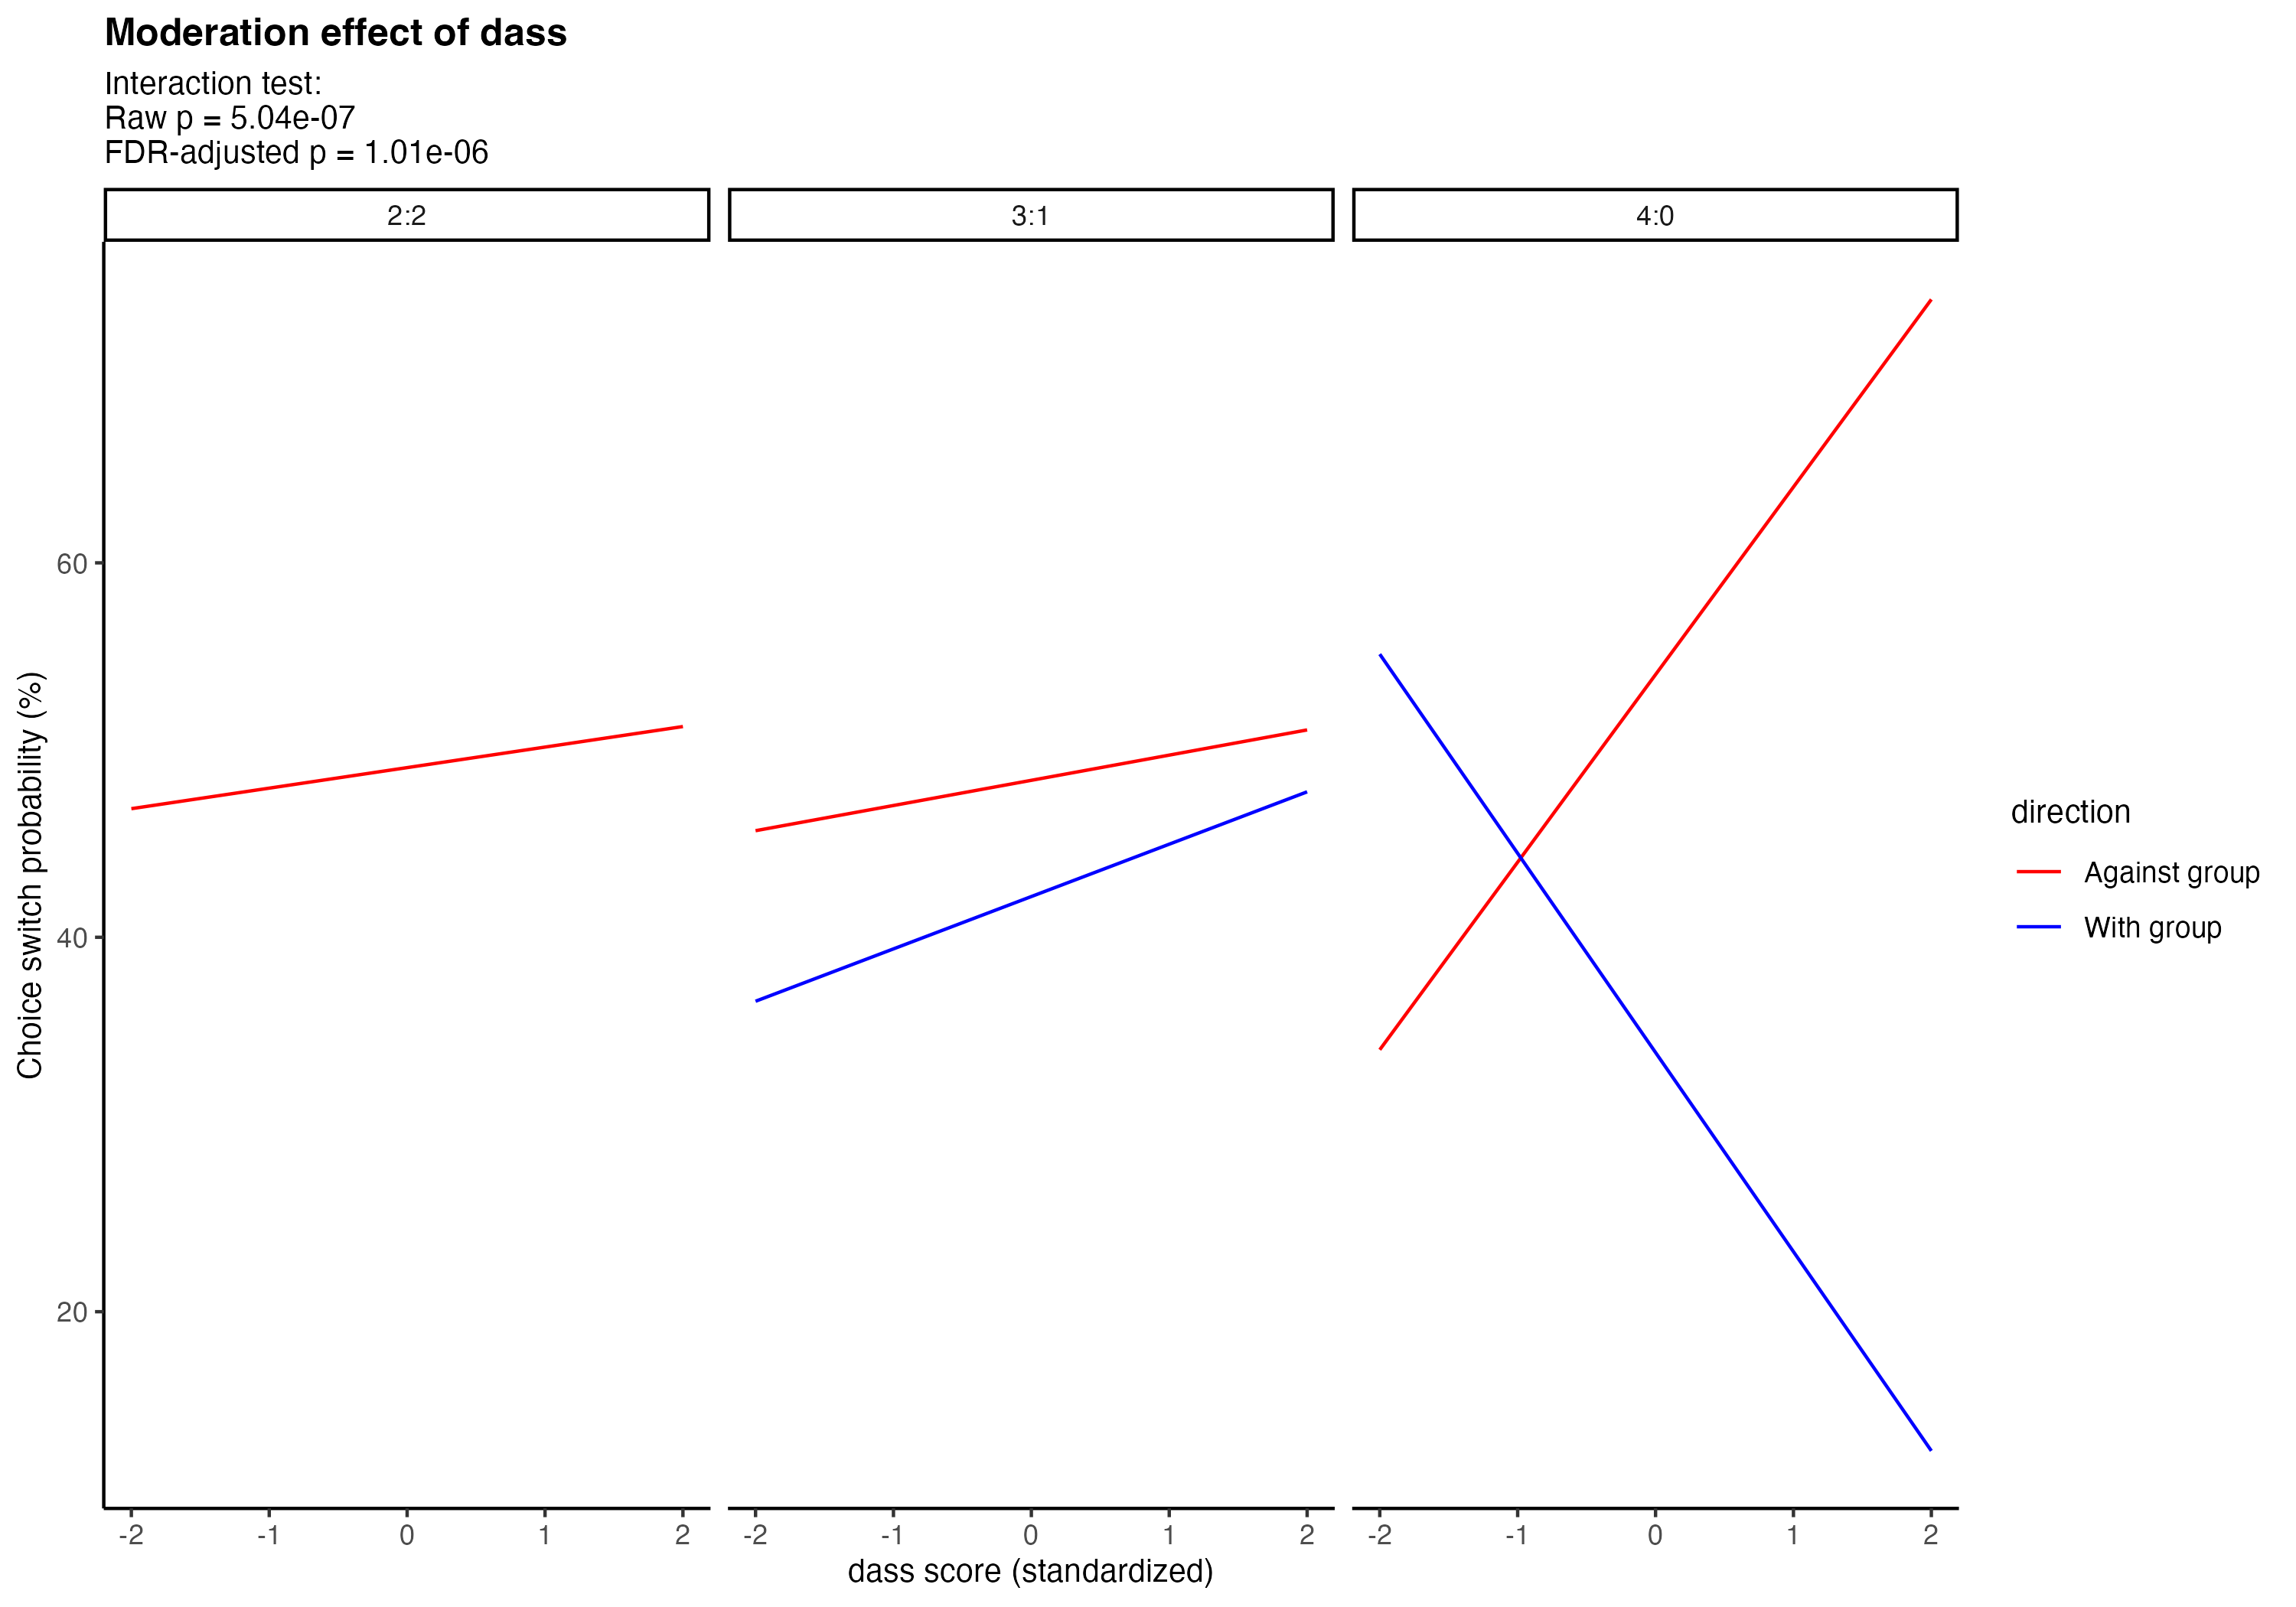 Moderation effect of dass
Interaction test:
Raw p = 5.04e-07
FDR-adjusted p = 1.01e-06
2:2
3:1
4:0
Choice switch probability (%)
60
40
20
-2 -1 0 1 2
-2 -1 0 1 2
-2 -1 0 1 2
dass score (standardized)
direction
Against group
With group